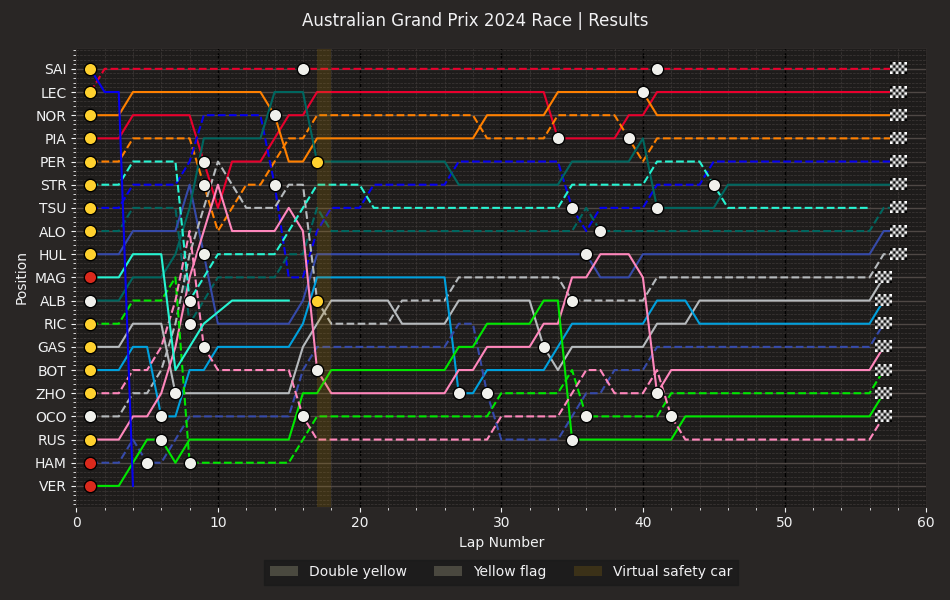 Australian Grand Prix 2024 Race | Results
SAI
LEC
NOR
PIA
PER
STR
TSU
ALO
HUL
MAG
ALB
RIC
GAS
BOT
ZHO
OCO
RUS
HAM
VER
Position
0 10 20 30 40 50 60
Lap Number
Double yellow Yellow flag Virtual safety car